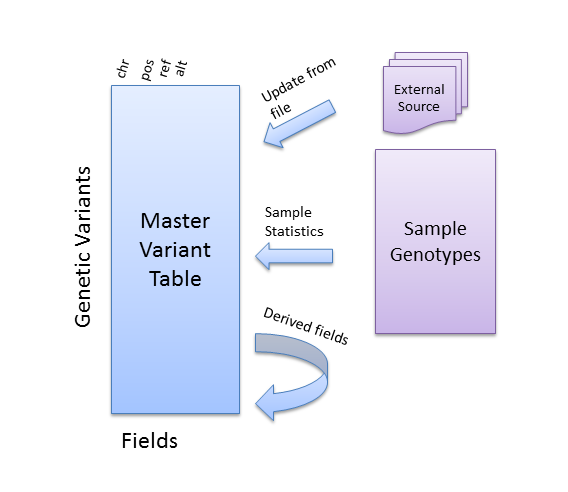 chr
pos
ref
alt
Update from
file
External
Source
Genetic Variants
Master
Variant
Table
Sample
Statistics
Sample
Genotypes
Derived fields
Fields